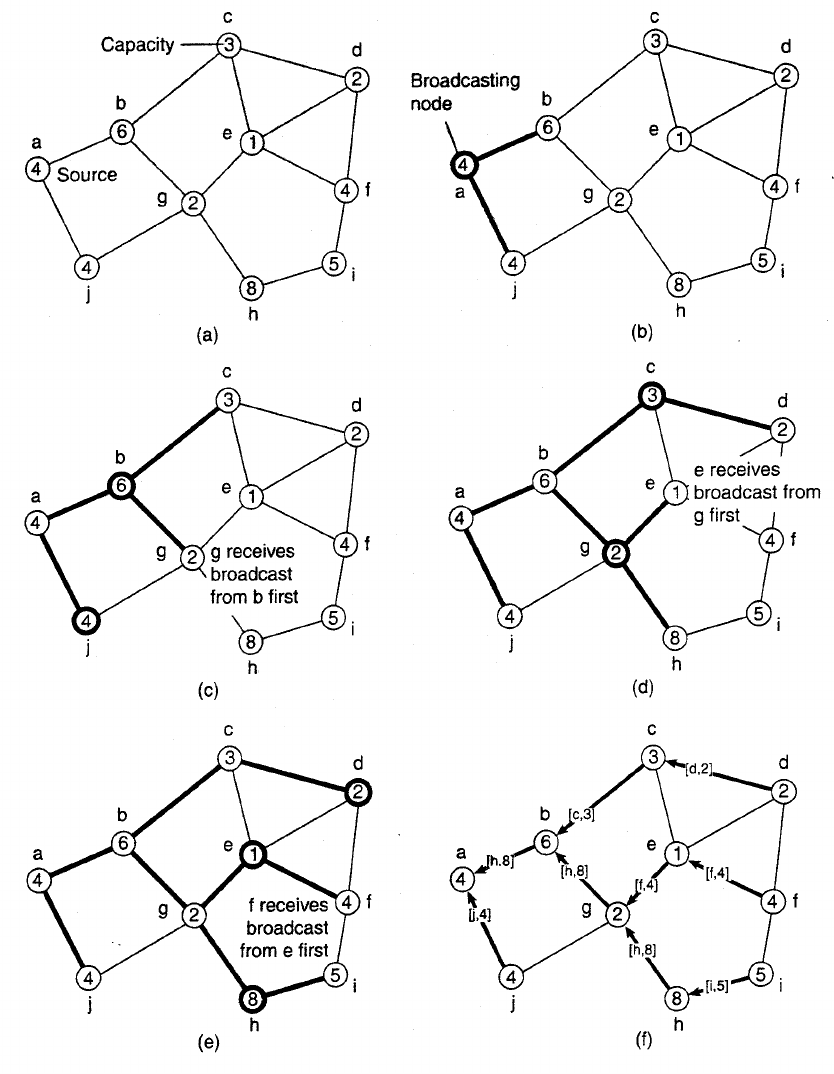 c
Capacity
3
d
2
b
6
e
1
a
4
Source
g
2
4
f
4
j
8
h
5
i
(a)
c
3
d
2
Broadcasting
node
b
6
e
1
4
a
g
2
4
f
4
j
8
h
5
i
(b)
c
3
d
2
b
6
e
1
a
4
g
2
g receives
broadcast
from b first
4
f
4
j
8
h
5
i
(c)
c
3
d
2
b
6
e
1
e receives
broadcast from
g first
a
4
g
2
4
f
4
j
8
h
5
i
(d)
c
3
d
2
b
6
e
1
a
4
g
2
f receives
broadcast
from e first
4
f
4
j
8
h
5
i
(e)
c
3
[d,2]
d
2
[c,3]
b
6
e
1
a
4
[h,8]
[h,8]
[f,4]
[f,4]
g
2
4
f
[j,4]
[h,8]
4
j
8
h
[i,5]
5
i
(f)